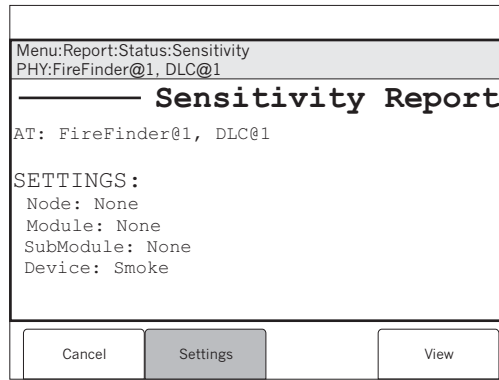 Menu:Report:Status:Sensitivity
PHY:FireFinder@1, DLC@1
Sensitivity Report
AT: FireFinder@1, DLC@1
SETTINGS:
Node: None
Module: None
SubModule: None
Device: Smoke
Cancel Settings View